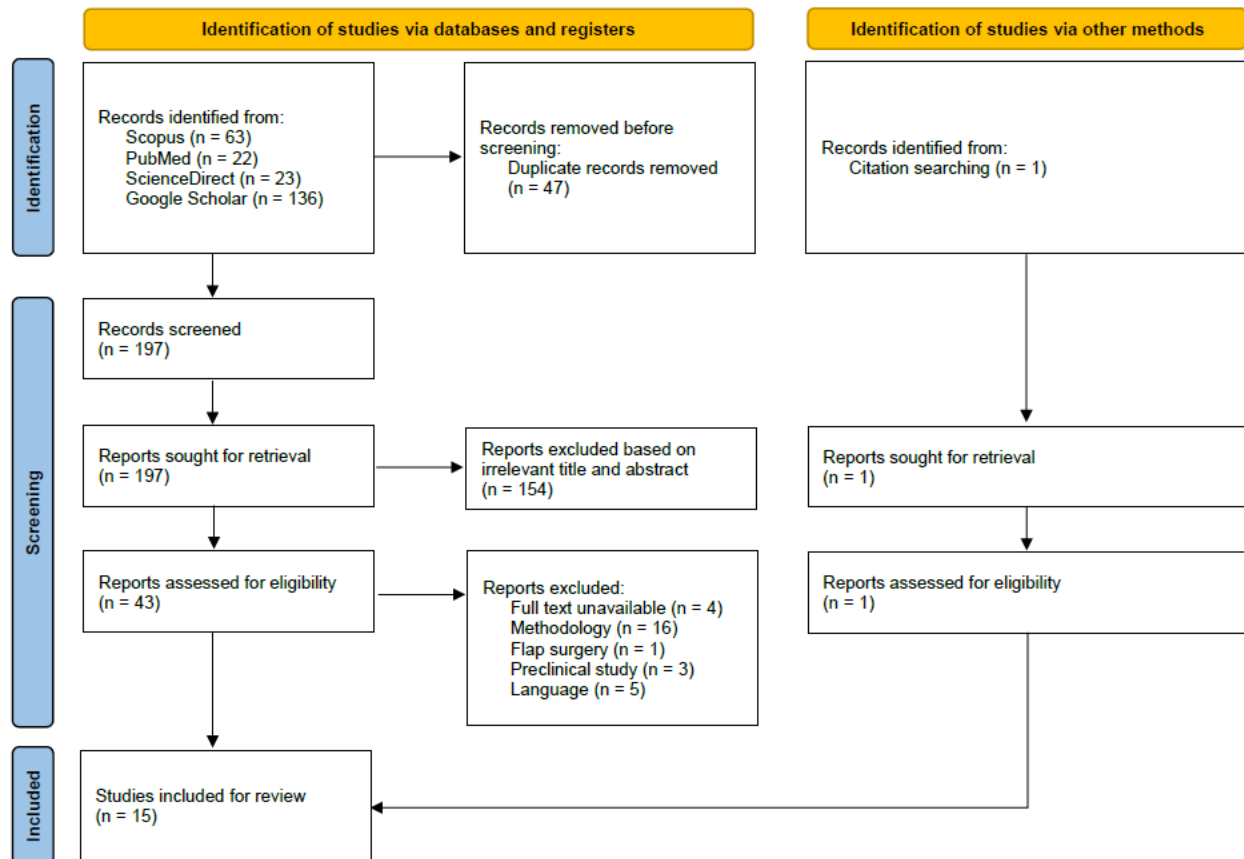 Identification of studies via databases and registers
Identification of studies via other methods
Identification
Records identified from:
Scopus (n = 63)
PubMed (n = 22)
ScienceDirect (n = 23)
Google Scholar (n = 136)
Records removed before
screening:
Duplicate records removed
(n = 47)
Records identified from:
Citation searching (n = 1)
Screening
Records screened
(n = 197)
Reports sought for retrieval
(n = 197)
Reports excluded based on
irrelevant title and abstract
(n = 154)
Reports sought for retrieval
(n = 1)
Reports assessed for eligibility
(n = 43)
Reports excluded:
Full text unavailable (n = 4)
Methodology (n = 16)
Flap surgery (n = 1)
Preclinical study (n = 3)
Language (n = 5)
Reports assessed for eligibility
(n = 1)
Included
Studies included for review
(n = 15)